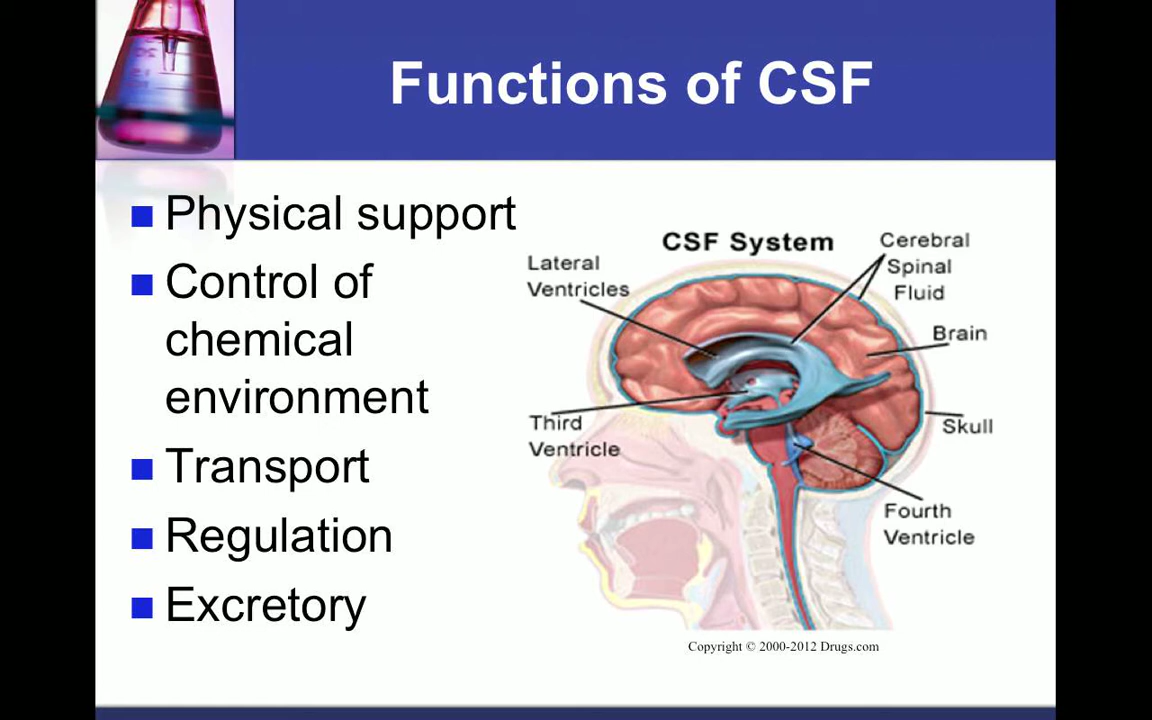 Functions of CSF
Physical support
Control of
chemical
environment
Transport
Regulation
Excretory
CSF System
Cerebral
Spinal
Fluid
Lateral
Ventricles
Brain
Third
Ventricle
Skull
Fourth
Ventricle
Copyright © 2000-2012 Drugs.com